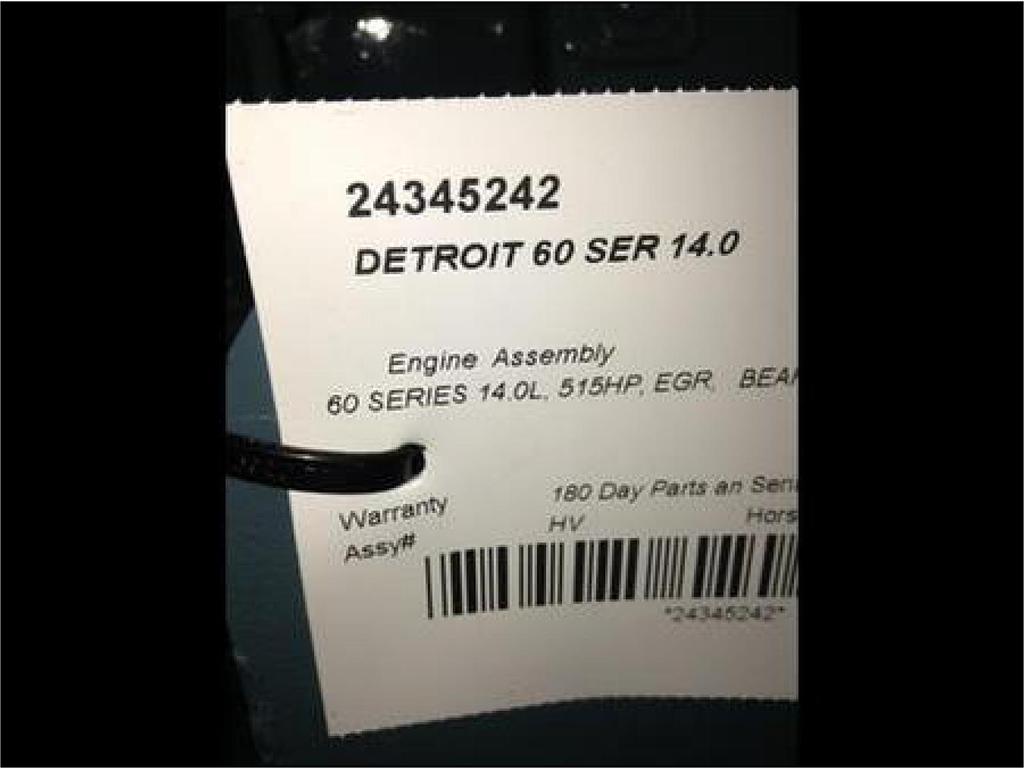 24345242
DETROIT 60 SER 14.0
Engine Assembly
60 SERIES 14.0L, 515HP, EGR,
180 Day Parts an
Warranty
HV
Assy#
*24345242*